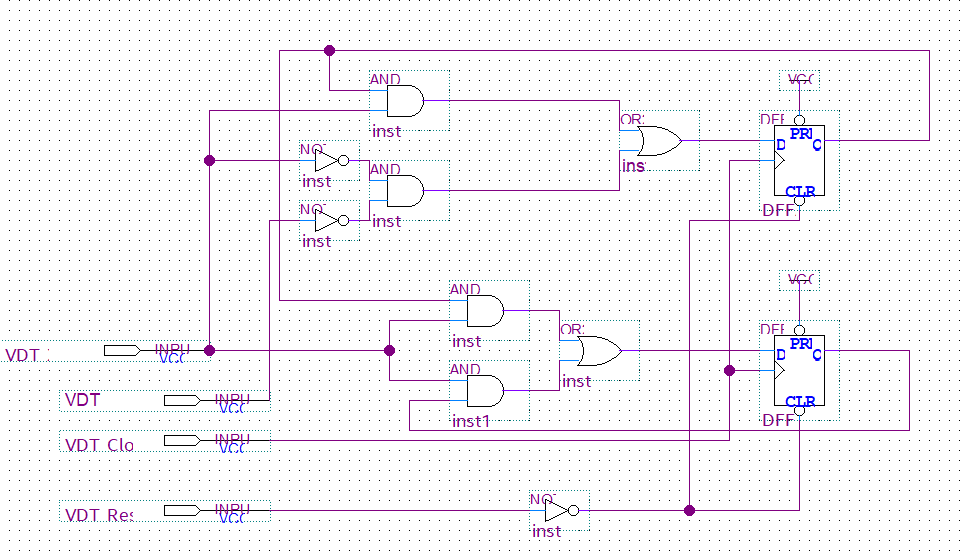 AND
VCC
OR
DFF
inst
PRI
D
C
NO
AND
ins
inst
CLR
inst
DFF
NO
inst
AND
VCC
inst
OR
DFF
VDT
INPU
VCC
PRI
D
C
AND
inst
VDT
INPU
VCC
CLR
inst1
DFF
VDT Clo
INPU
VCC
NO
VDT Res
INPU
VCC
inst